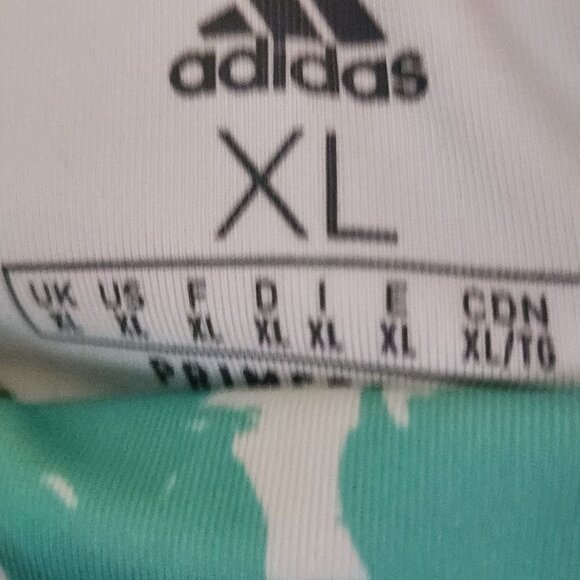 adidas
XL
UK US F D I E CDN
XL XL XL XL XL XL XL/TG